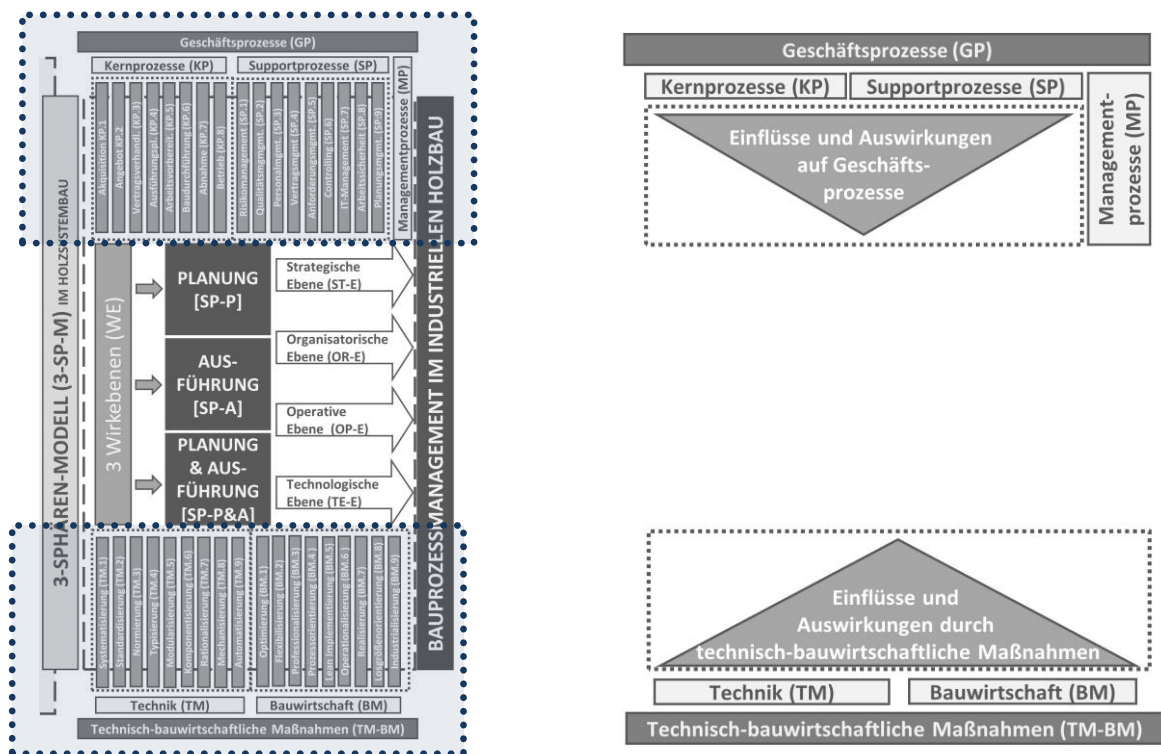 Geschäftsprozesse (GP)
Kernprozesse (KP)
Supportprozesse (SP)
Managementprozesse (MP)
Akquisition KP.1
Angebot KP.2
Vertragsverhandl. (KP.3)
Ausführungspl. (KP.4)
Arbeitsvorbereit. (KP.5)
Baudurchführung (KP.6)
Abnahme (KP.7)
Betrieb (KP.8)
Risikomanagement (SP.1)
Qualitätsmgmgmt. (SP.2)
Personalmgmt. (SP.3)
Vertragsmgmt (SP.4)
Anforderungsmgmt. (SP.5)
Controlling (SP.6)
IT-Management (SP.7)
Arbeitssicherheit (SP.8)
Planungsmgmt. (SP.9)
3-SPHÄREN-MODELL (3-SP-M) IM HOLZSYSTEMBAU
3 Wirkebenen (WE)
PLANUNG
[SP-P]
AUS-
FÜHRUNG
[SP-A]
PLANUNG
& AUS-
FÜHRUNG
[SP-P&A]
Strategische
Ebene (ST-E)
Organisatorische
Ebene (OR-E)
Operative
Ebene (OP-E)
Technologische
Ebene (TE-E)
BAUPROZESSMANAGEMENT IM INDUSTRIELLEN HOLZBAU
Systematisierung (TM.1)
Standardisierung (TM.2)
Normierung (TM.3)
Typisierung (TM.4)
Modularisierung (TM.5)
Komponentisierung (TM.6)
Rationalisierung (TM.7)
Mechanisierung (TM.8)
Automatisierung (TM.9)
Optimierung (BM.1)
Flexibilisierung (BM.2)
Professionalisierung (BM.3)
Prozessorientierung (BM.4 )
Lean Implementierung (BM.5)
Operationalisierung (BM.6 )
Realisierung (BM.7)
Losgrößenorientierung (BM.8)
Industrialisierung (BM.9)
Technik (TM)
Bauwirtschaft (BM)
Technisch-bauwirtschaftliche Maßnahmen (TM-BM)
Geschäftsprozesse (GP)
Kernprozesse (KP)
Supportprozesse (SP)
Management-
prozesse (MP)
Einflüsse und Auswirkungen
auf Geschäfts-
prozesse
Einflüsse und
Auswirkungen durch
technisch-bauwirtschaftliche Maßnahmen
Technik (TM)
Bauwirtschaft (BM)
Technisch-bauwirtschaftliche Maßnahmen (TM-BM)